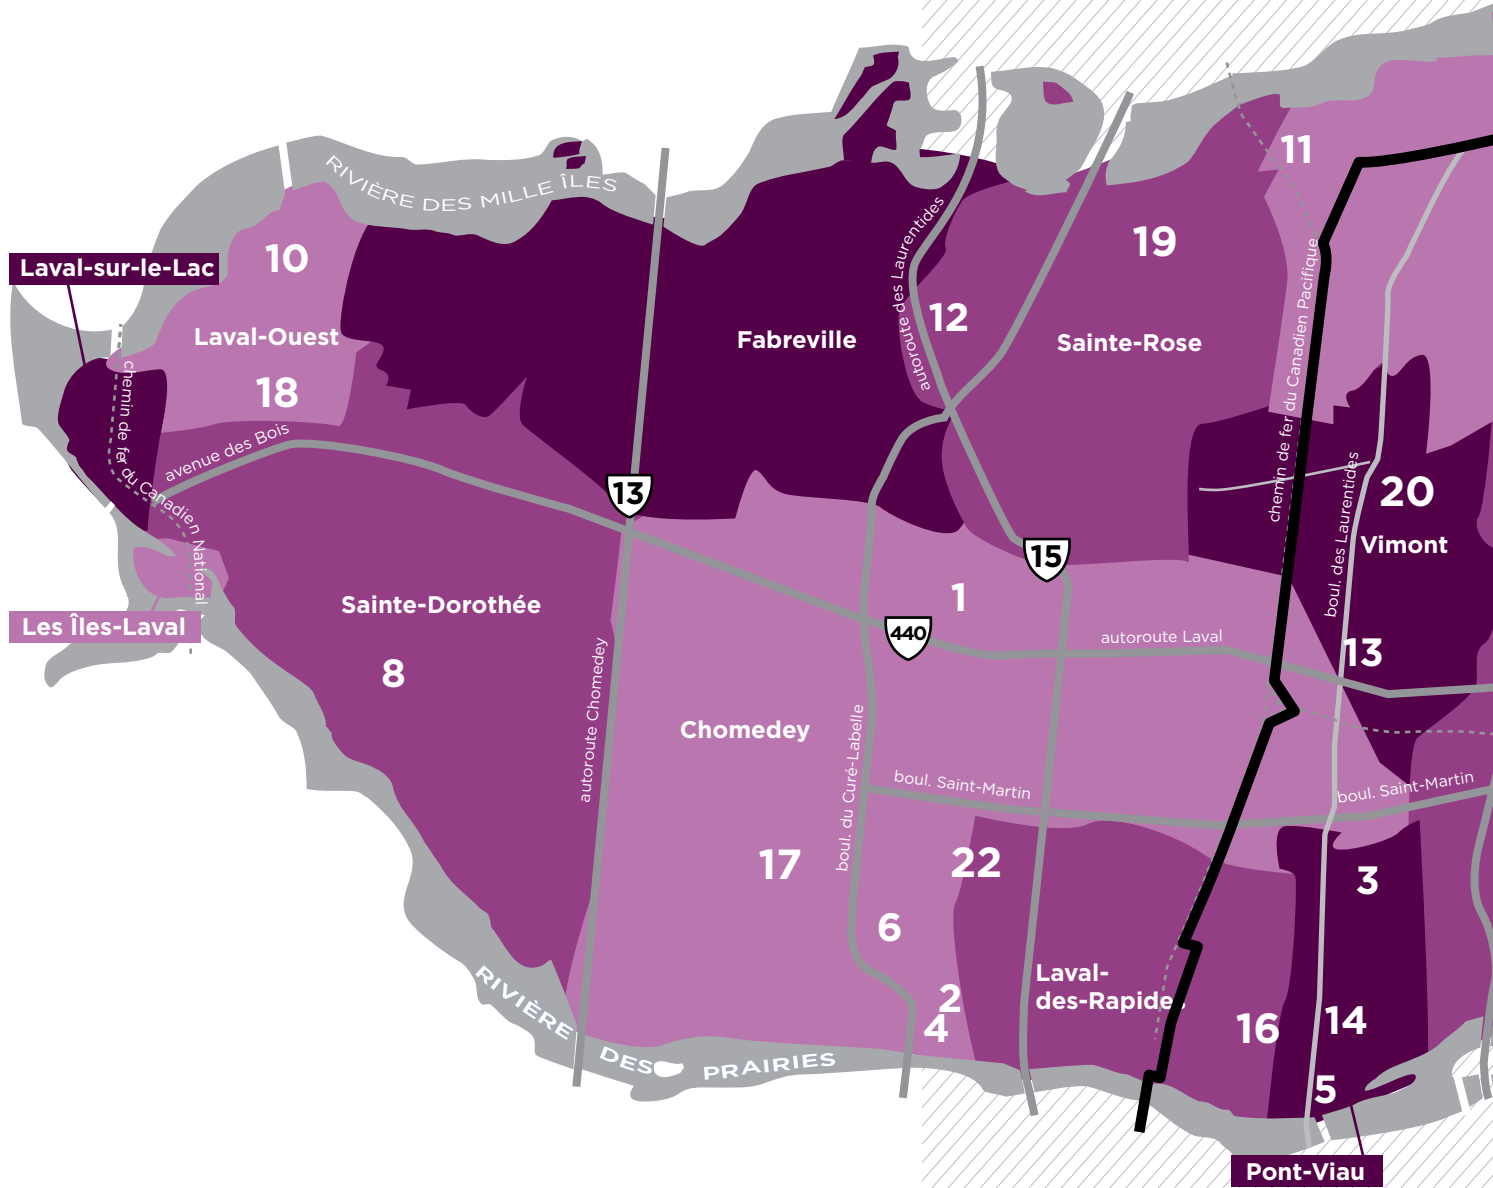 RIVIÈRE DES MILLE ÎLES
11
19
10
Laval-sur-le-Lac
autoroute des Laurentides
12
chemin de fer du Canadien Pacifique
Laval-Ouest
Fabreville
Sainte-Rose
18
chemin de fer du Canadien National
avenue des Bois
13
20
Vimont
boul. des Laurentides
15
1
Sainte-Dorothée
Les Îles-Laval
440
autoroute Laval
13
8
autoroute Chomedey
Chomedey
boul. du Curé-Labelle
boul. Saint-Martin
boul. Saint-Martin
17
22
3
6
Laval-
des-Rapides
2
4
16
14
RIVIÈRE DES PRAIRIES
5
Pont-Viau